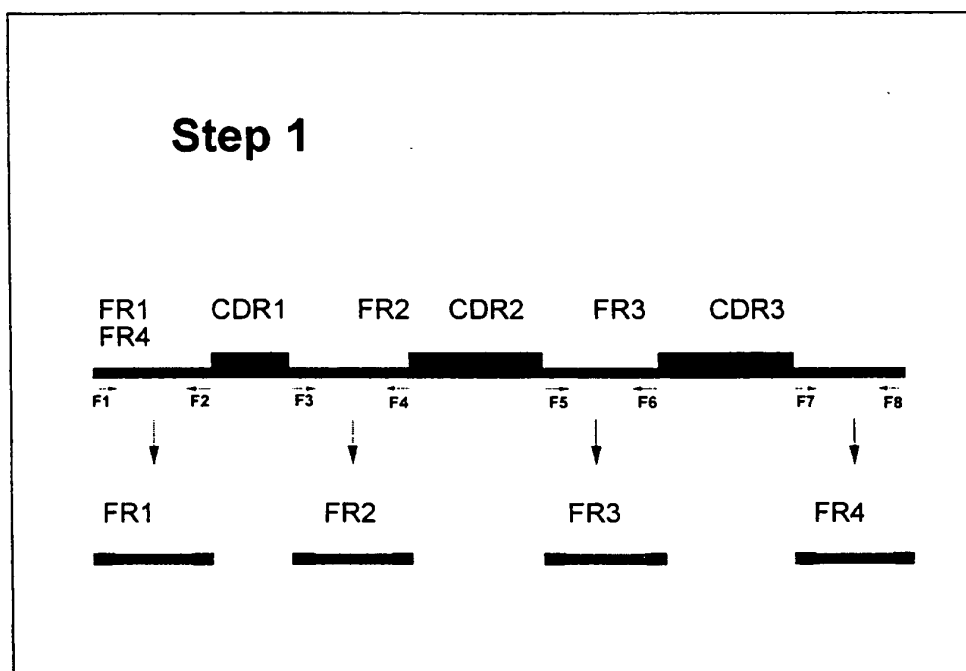 Step 1
FR1 CDR1 FR2 CDR2 FR3 CDR3
FR4
F1 F2 F3 F4 F5 F6 F7 F8
FR1 FR2 FR3 FR4